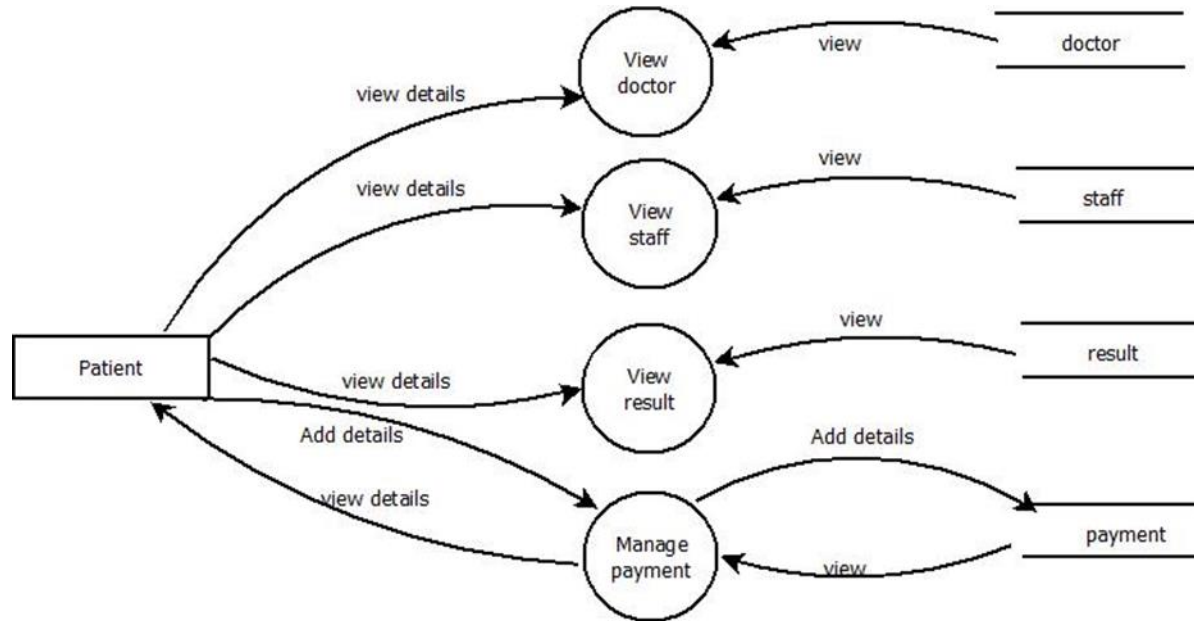 View
doctor
view
doctor
view details
View
staff
view
staff
view details
Patient
View
result
view
result
view details
Add details
Add details
view details
Manage
payment
payment
view